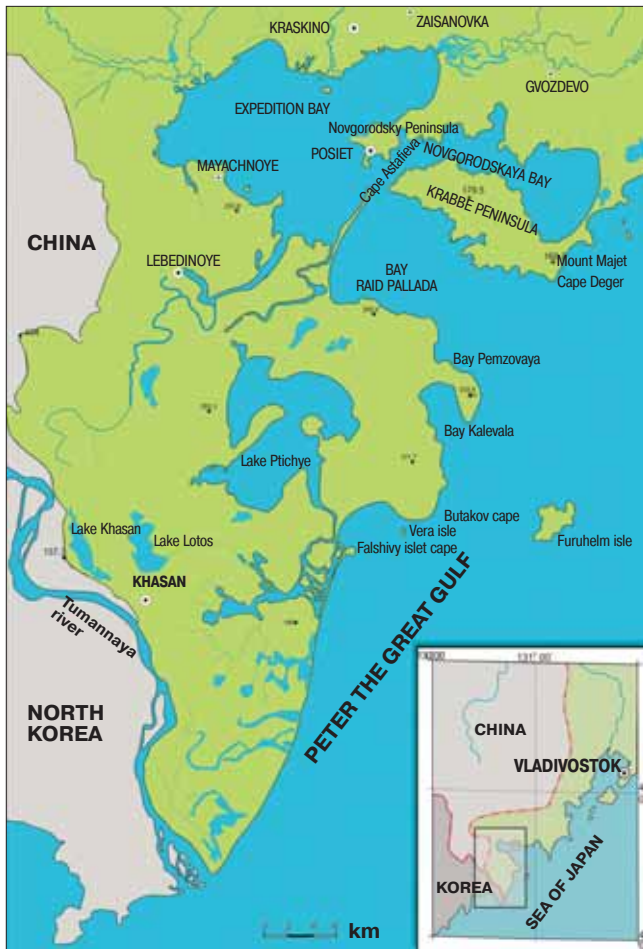 KRASKINO
ZAISANOVKA
GVOZDEVO
EXPEDITION BAY
Novgorodsky Peninsula
POSIET
Cape Astafieva
NOVGORODSKAYA BAY
MAYACHNOYE
KRABBE PENINSULA
CHINA
LEBEDINOYE
BAY
RAID PALLADA
Mount Majet
Cape Deger
Bay Pemzovaya
Bay Kalevala
Lake Ptichye
Butakov cape
Vera isle
Furuhelm isle
Falshivy islet cape
Lake Khasan
Lake Lotos
KHASAN
Tumannaya
river
PETER THE GREAT GULF
NORTH
KOREA
km
131° 00'
CHINA
VLADIVOSTOK
KOREA
SEA OF JAPAN